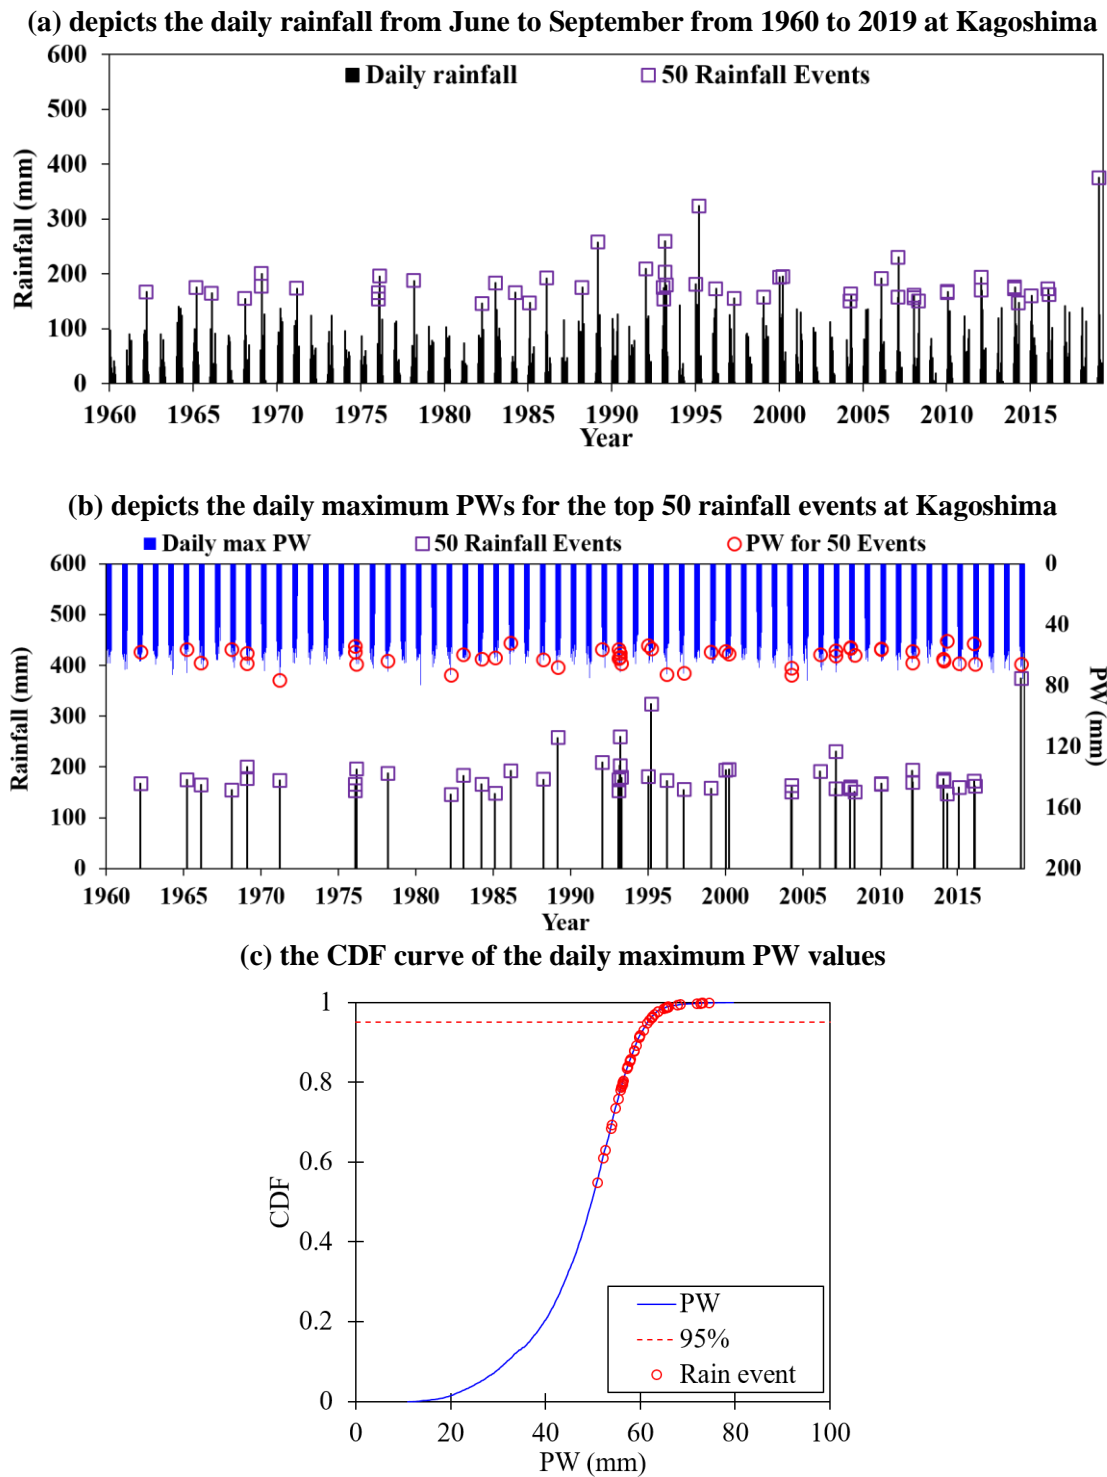 (a) depicts the daily rainfall from June to September from 1960 to 2019 at Kagoshima
600
500
400
300
200
100
0
Rainfall (mm)
Daily rainfall
50 Rainfall Events
1960 1965 1970 1975 1980 1985 1990 1995 2000 2005 2010 2015
Year
(b) depicts the daily maximum PWs for the top 50 rainfall events at Kagoshima
Daily max PW
50 Rainfall Events
PW for 50 Events
600
500
400
300
200
100
0
Rainfall (mm)
0
40
80
120
160
200
PW (mm)
1960 1965 1970 1975 1980 1985 1990 1995 2000 2005 2010 2015
Year
(c) the CDF curve of the daily maximum PW values
1
0.8
0.6
0.4
0.2
0
CDF
PW
95%
Rain event
0 20 40 60 80 100
PW (mm)